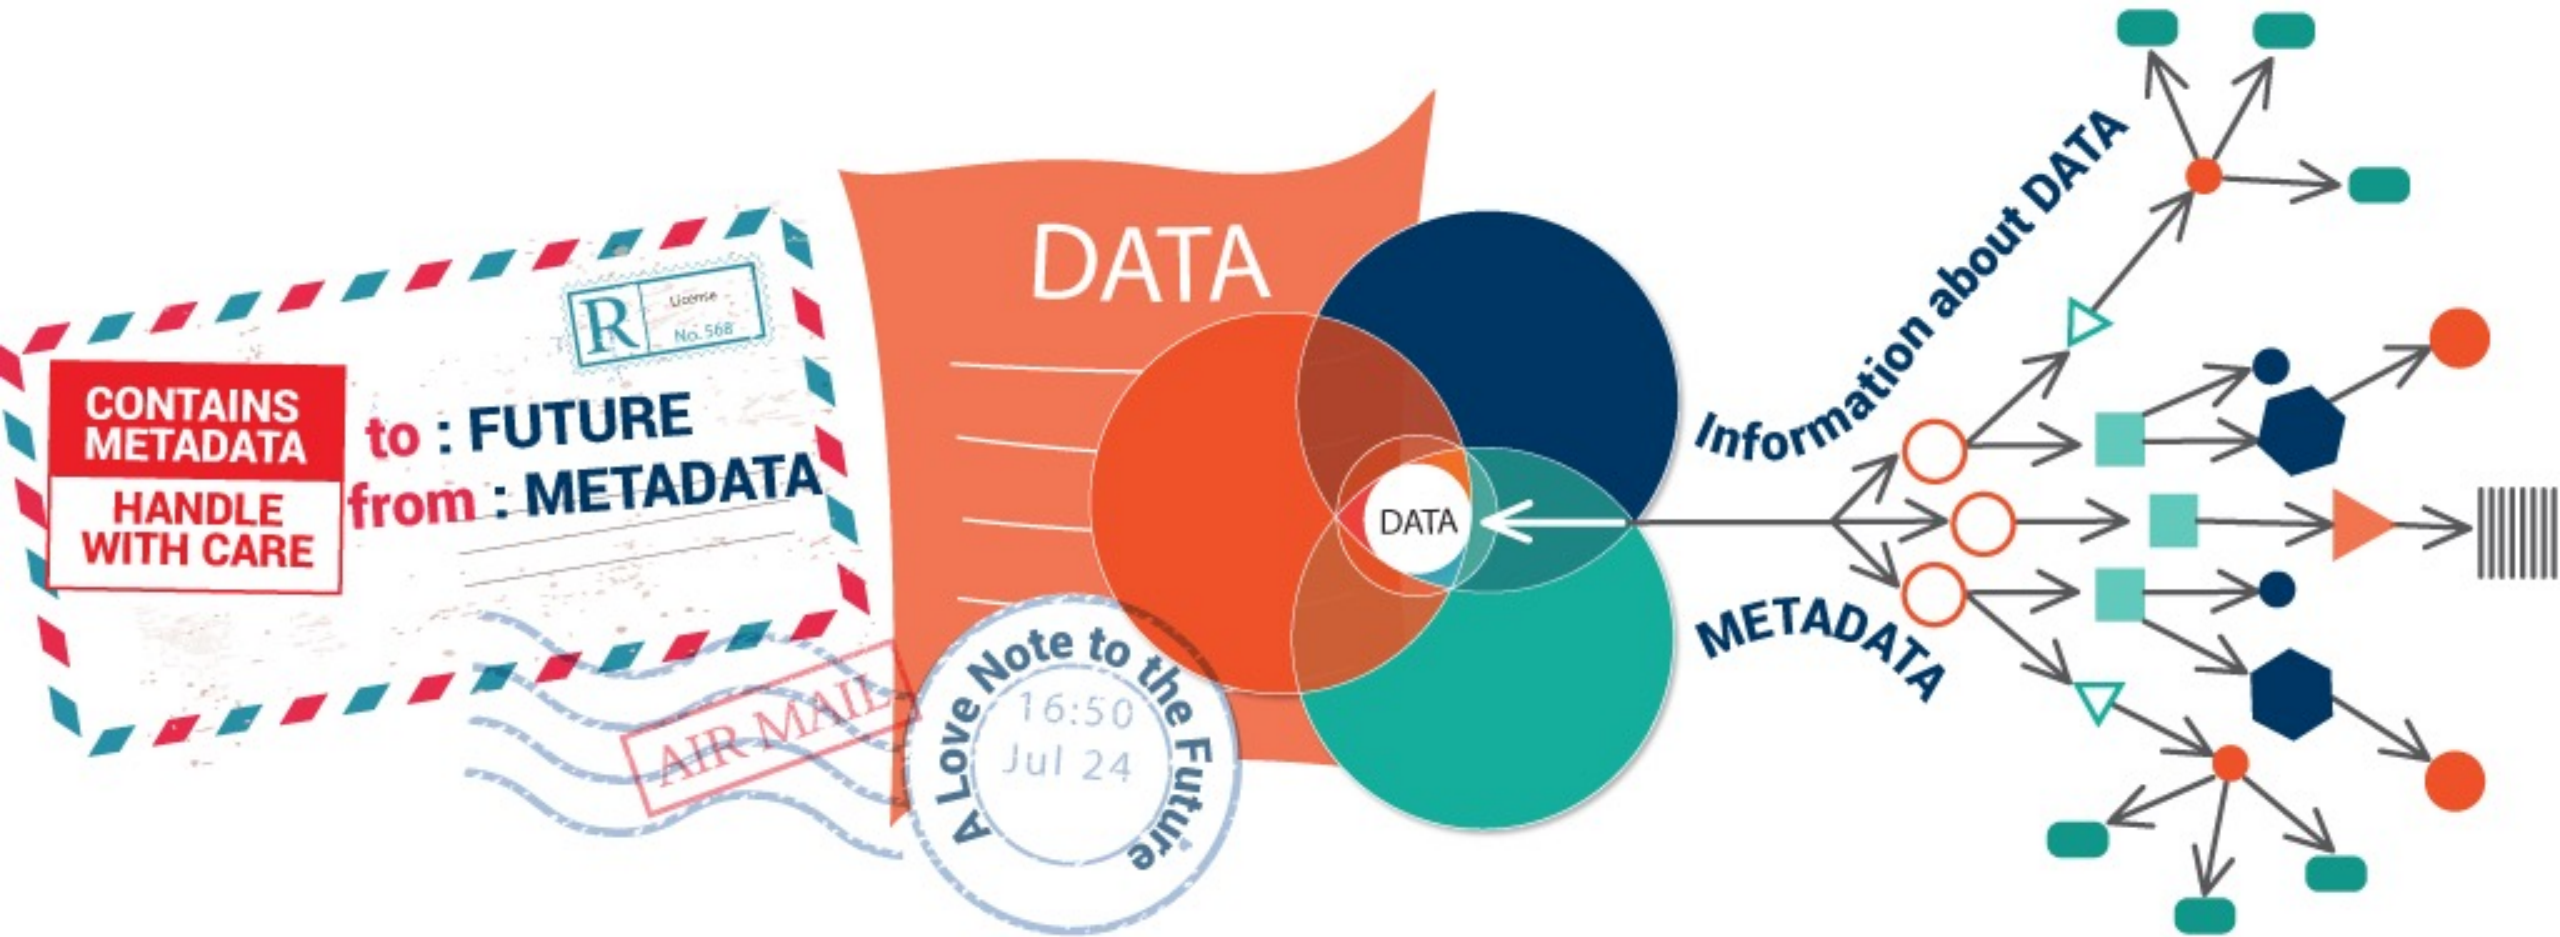 CONTAINS
METADATA
HANDLE
WITH CARE
R
License
No. 568
to : FUTURE
from : METADATA
AIR MAIL
A Love Note to the Future
16:50
Jul 24
DATA
DATA
Information about DATA
METADATA